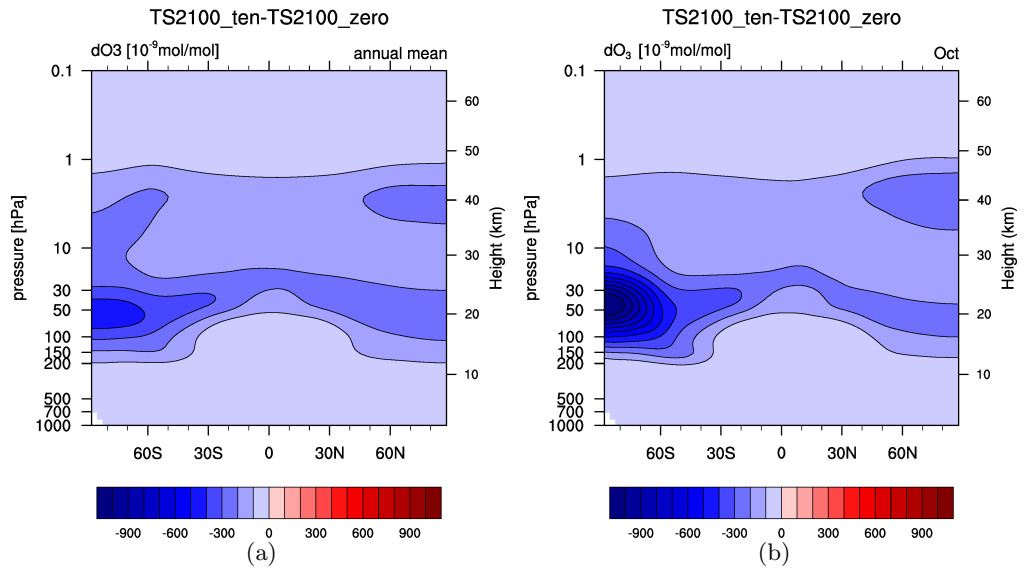 TS2100_ten-TS2100_zero
dO3 [10⁻⁹mol/mol] annual mean
pressure [hPa]
0.1
1
10
30
50
100
150
200
500
700
1000
Height (km)
60
50
40
30
20
10
60S 30S 0 30N 60N
-900 -600 -300 0 300 600 900
(a)
TS2100_ten-TS2100_zero
dO₃ [10⁻⁹mol/mol] Oct
pressure [hPa]
0.1
1
10
30
50
100
150
200
500
700
1000
Height (km)
60
50
40
30
20
10
60S 30S 0 30N 60N
-900 -600 -300 0 300 600 900
(b)